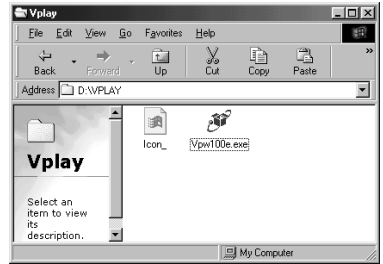 Vplay
File Edit View Go Favorites Help
Back Forward Up Cut Copy Paste »
Address D:\VPLAY
Vplay
Select an
item to view
its
description.
Icon_ Vpw100e.exe
My Computer